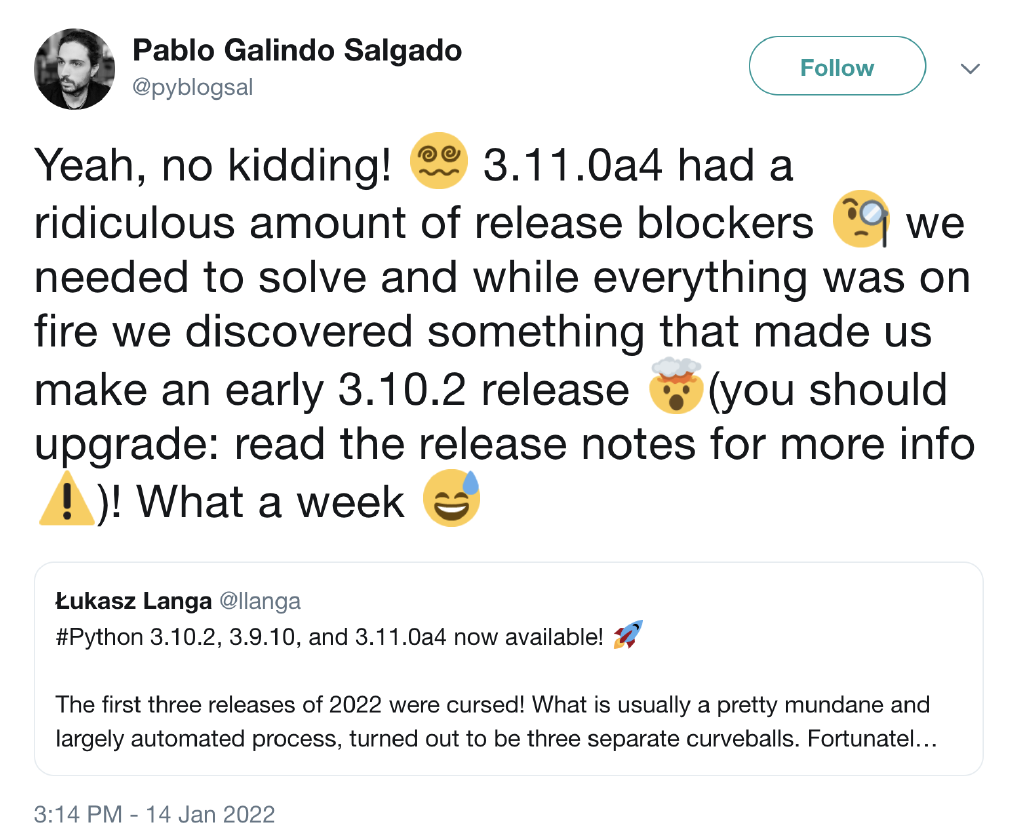 Pablo Galindo Salgado
@pyblogsal
Follow
Yeah, no kidding! 😵‍💫 3.11.0a4 had a
ridiculous amount of release blockers 🧐 we
needed to solve and while everything was on
fire we discovered something that made us
make an early 3.10.2 release 🤯(you should
upgrade: read the release notes for more info
⚠️)! What a week 😅
Łukasz Langa @llanga
#Python 3.10.2, 3.9.10, and 3.11.0a4 now available! 🚀
The first three releases of 2022 were cursed! What is usually a pretty mundane and
largely automated process, turned out to be three separate curveballs. Fortunatel…
3:14 PM - 14 Jan 2022